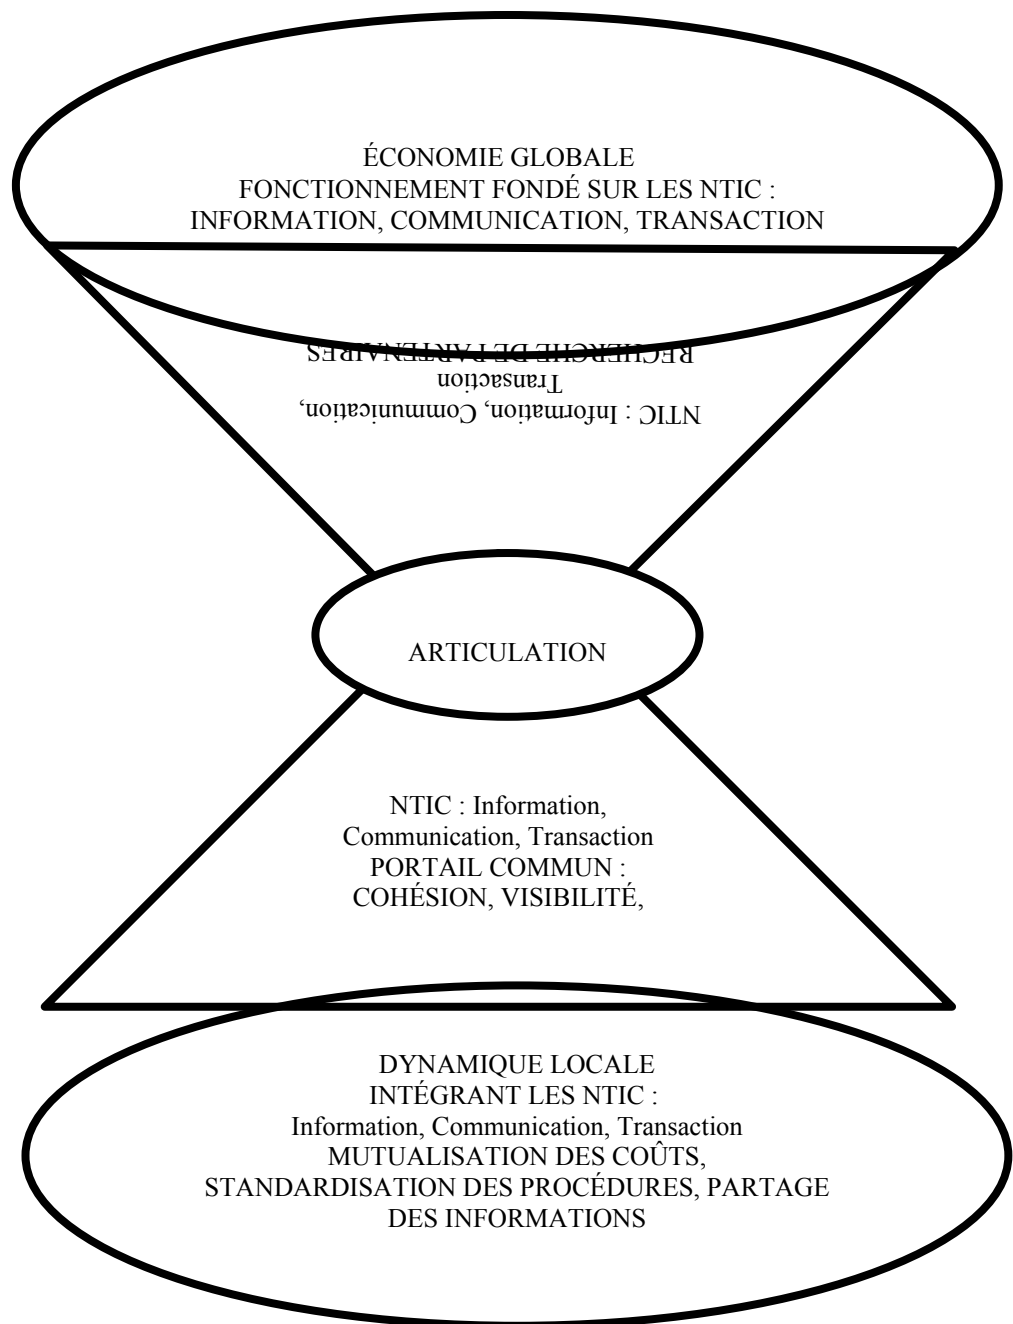 ÉCONOMIE GLOBALE
FONCTIONNEMENT FONDÉ SUR LES NTIC :
INFORMATION, COMMUNICATION, TRANSACTION
NTIC : Information, Communication,
Transaction
RECHERCHE DE PARTENAIRES
ARTICULATION
NTIC : Information,
Communication, Transaction
PORTAIL COMMUN :
COHÉSION, VISIBILITÉ,
DYNAMIQUE LOCALE
INTÉGRANT LES NTIC :
Information, Communication, Transaction
MUTUALISATION DES COÛTS,
STANDARDISATION DES PROCÉDURES, PARTAGE
DES INFORMATIONS